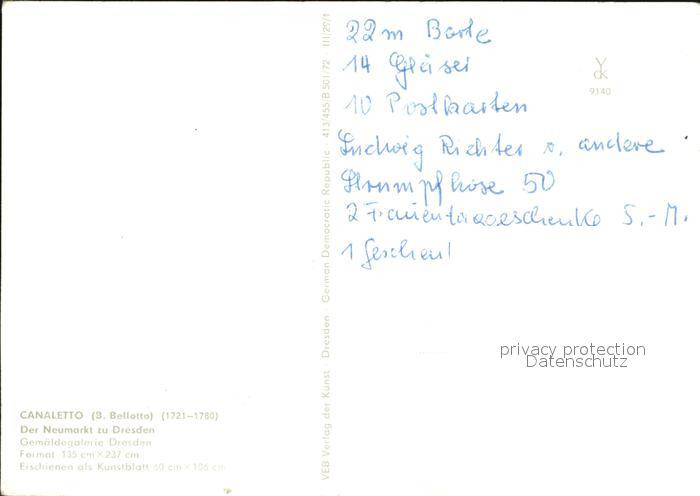 22 m Borte
14 Gläser
10 Postkarten
Ludwig Richter o. andere
Strumpfhose 50
2 Frauentagsgeschenke 5.-M.
1 Geschenk
VEB Verlag der Kunst · Dresden · German Democratic Republic · 413/455/B 501/72 · III/29/1
9140
privacy protection
Datenschutz
CANALETTO (B. Bellotto) (1721–1780)
Der Neumarkt zu Dresden
Gemäldegalerie Dresden
Format 135 cm × 237 cm
Erschienen als Kunstblatt 60 cm × 106 cm